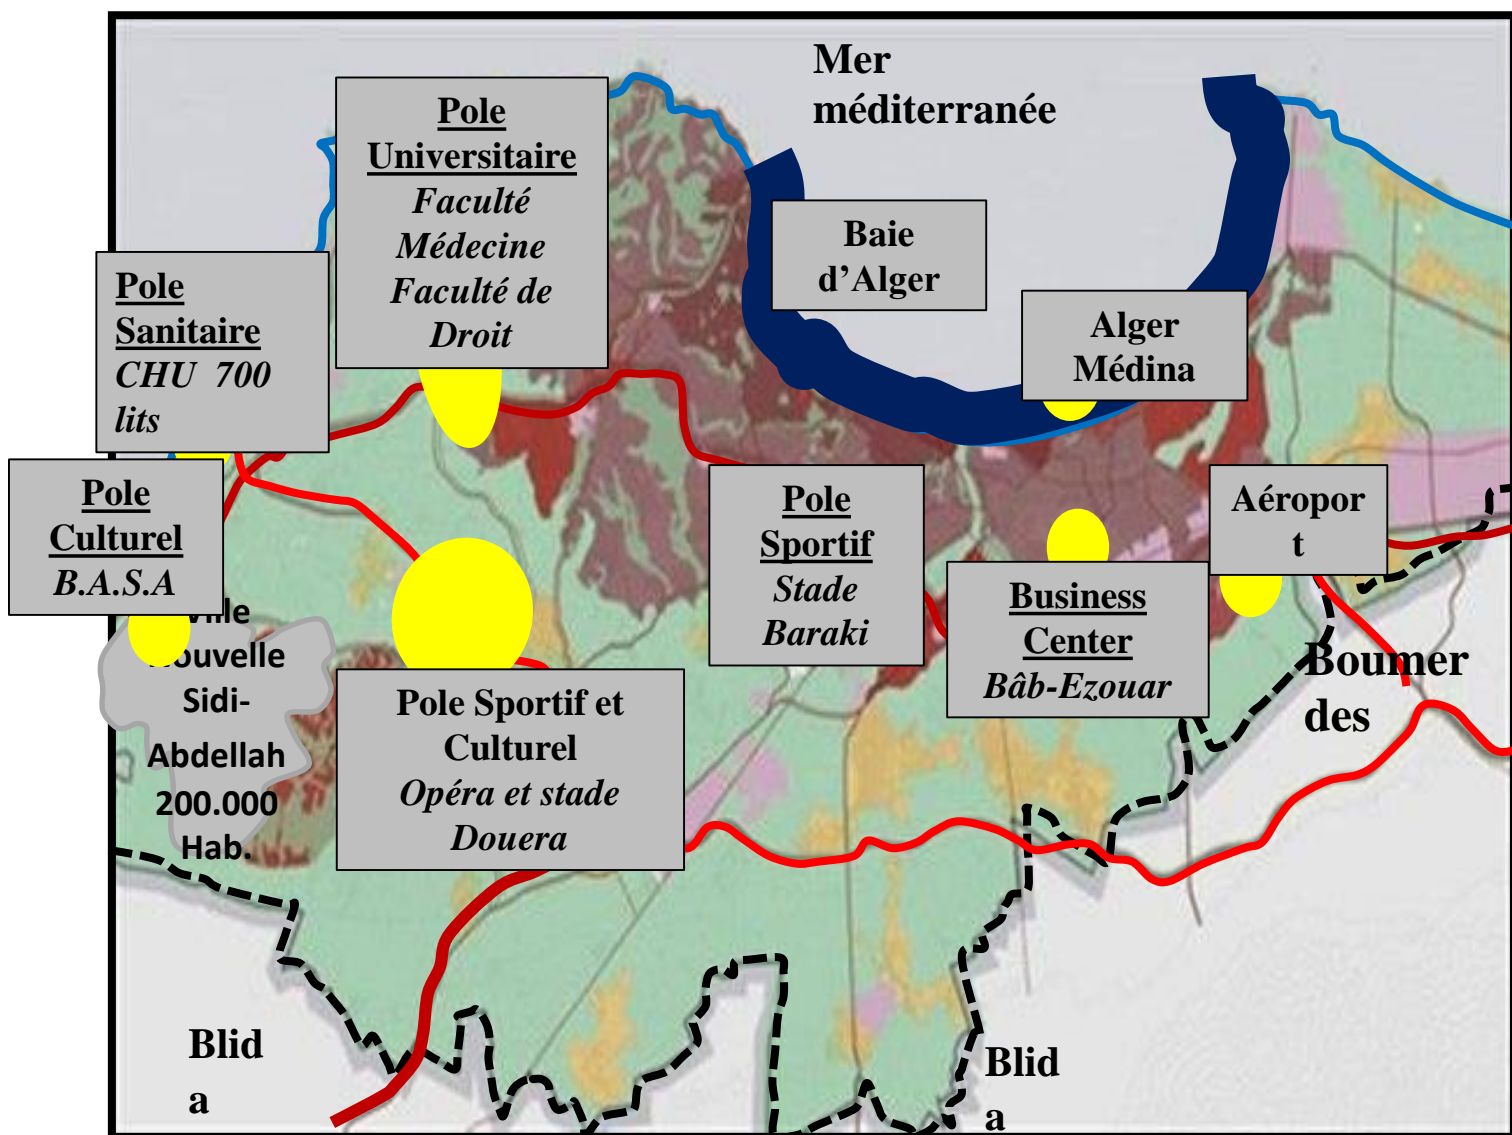 Mer
méditerranée
Pole
Universitaire
Faculté
Médecine
Faculté de
Droit
Baie
d’Alger
Pole
Sanitaire
CHU 700
lits
Alger
Médina
Pole
Culturel
B.A.S.A
Pole
Sportif
Stade
Baraki
Aéropor
t
Business
Center
Bâb-Ezouar
Ville
Nouvelle
Sidi-
Abdellah
200.000
Hab.
Pole Sportif et
Culturel
Opéra et stade
Douera
Boumer
des
Blid
a
Blid
a